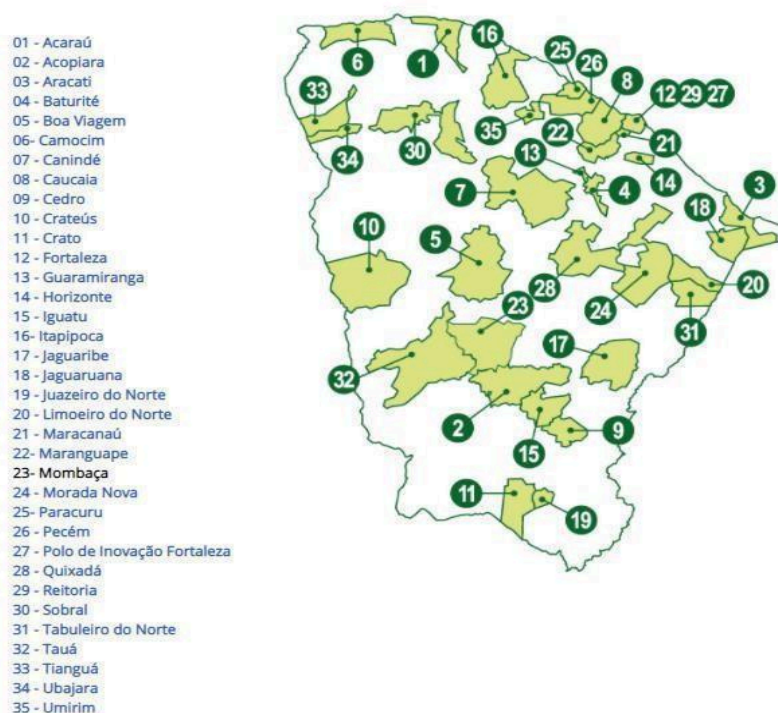 01 - Acaraú
02 - Acopiara
03 - Aracati
04 - Baturité
05 - Boa Viagem
06- Camocim
07 - Canindé
08 - Caucaia
09 - Cedro
10 - Crateús
11 - Crato
12 - Fortaleza
13 - Guaramiranga
14 - Horizonte
15 - Iguatu
16- Itapipoca
17 - Jaguaribe
18 - Jaguaruana
19 - Juazeiro do Norte
20 - Limoeiro do Norte
21 - Maracanaú
22- Maranguape
23- Mombaça
24 - Morada Nova
25- Paracuru
26 - Pecém
27 - Polo de Inovação Fortaleza
28 - Quixadá
29 - Reitoria
30 - Sobral
31 - Tabuleiro do Norte
32 - Tauá
33 - Tianguá
34 - Ubajara
35 - Umirim
16
25
6
1
26
8
33
12 29 27
35
34
30
22
21
13
14
7
4
3
18
10
5
28
20
23
24
31
17
32
2
9
15
11
19